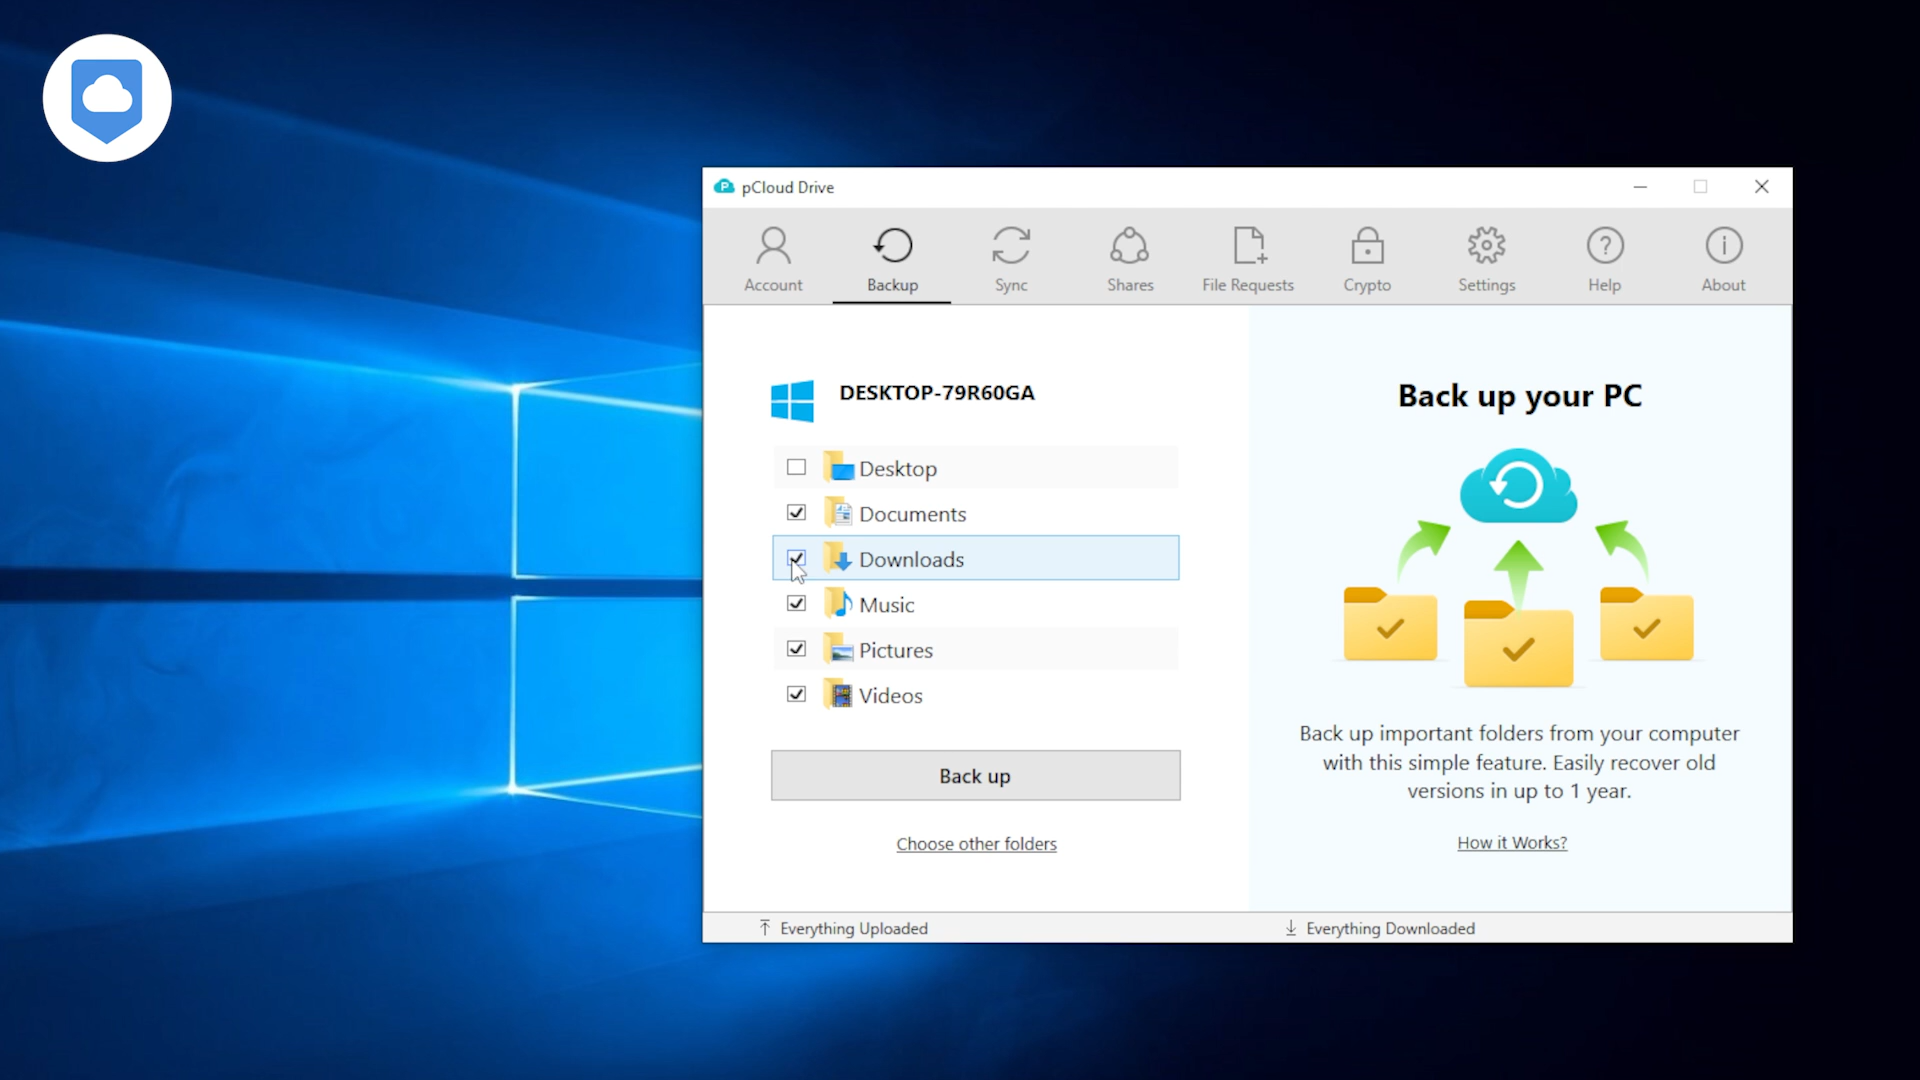 pCloud Drive
Account
Backup
Sync
Shares
File Requests
Crypto
Settings
Help
About
DESKTOP-79R60GA
Desktop
Documents
Downloads
Music
Pictures
Videos
Back up
Choose other folders
Back up your PC
Back up important folders from your computer
with this simple feature. Easily recover old
versions in up to 1 year.
How it Works?
Everything Uploaded
Everything Downloaded